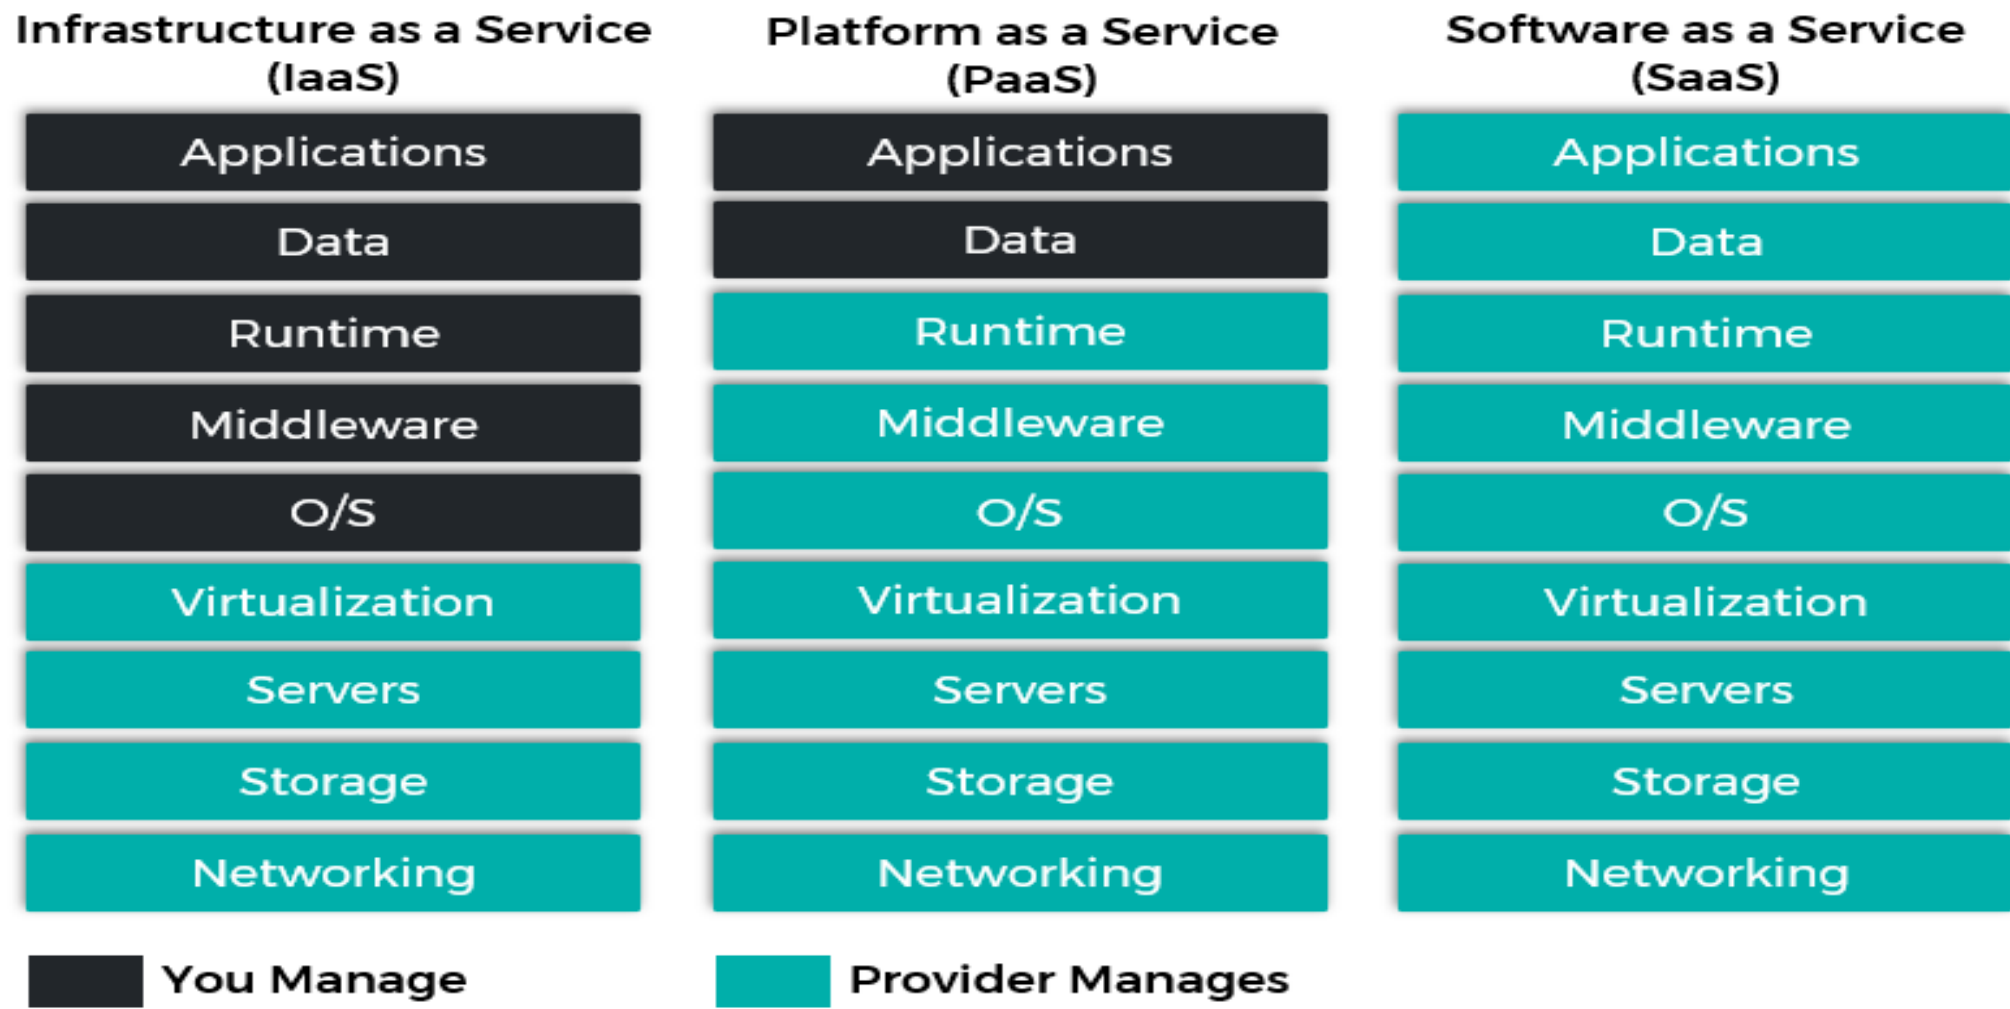 Infrastructure as a Service
(IaaS)
Applications
Data
Runtime
Middleware
O/S
Virtualization
Servers
Storage
Networking
Platform as a Service
(PaaS)
Applications
Data
Runtime
Middleware
O/S
Virtualization
Servers
Storage
Networking
Software as a Service
(SaaS)
Applications
Data
Runtime
Middleware
O/S
Virtualization
Servers
Storage
Networking
You Manage
Provider Manages